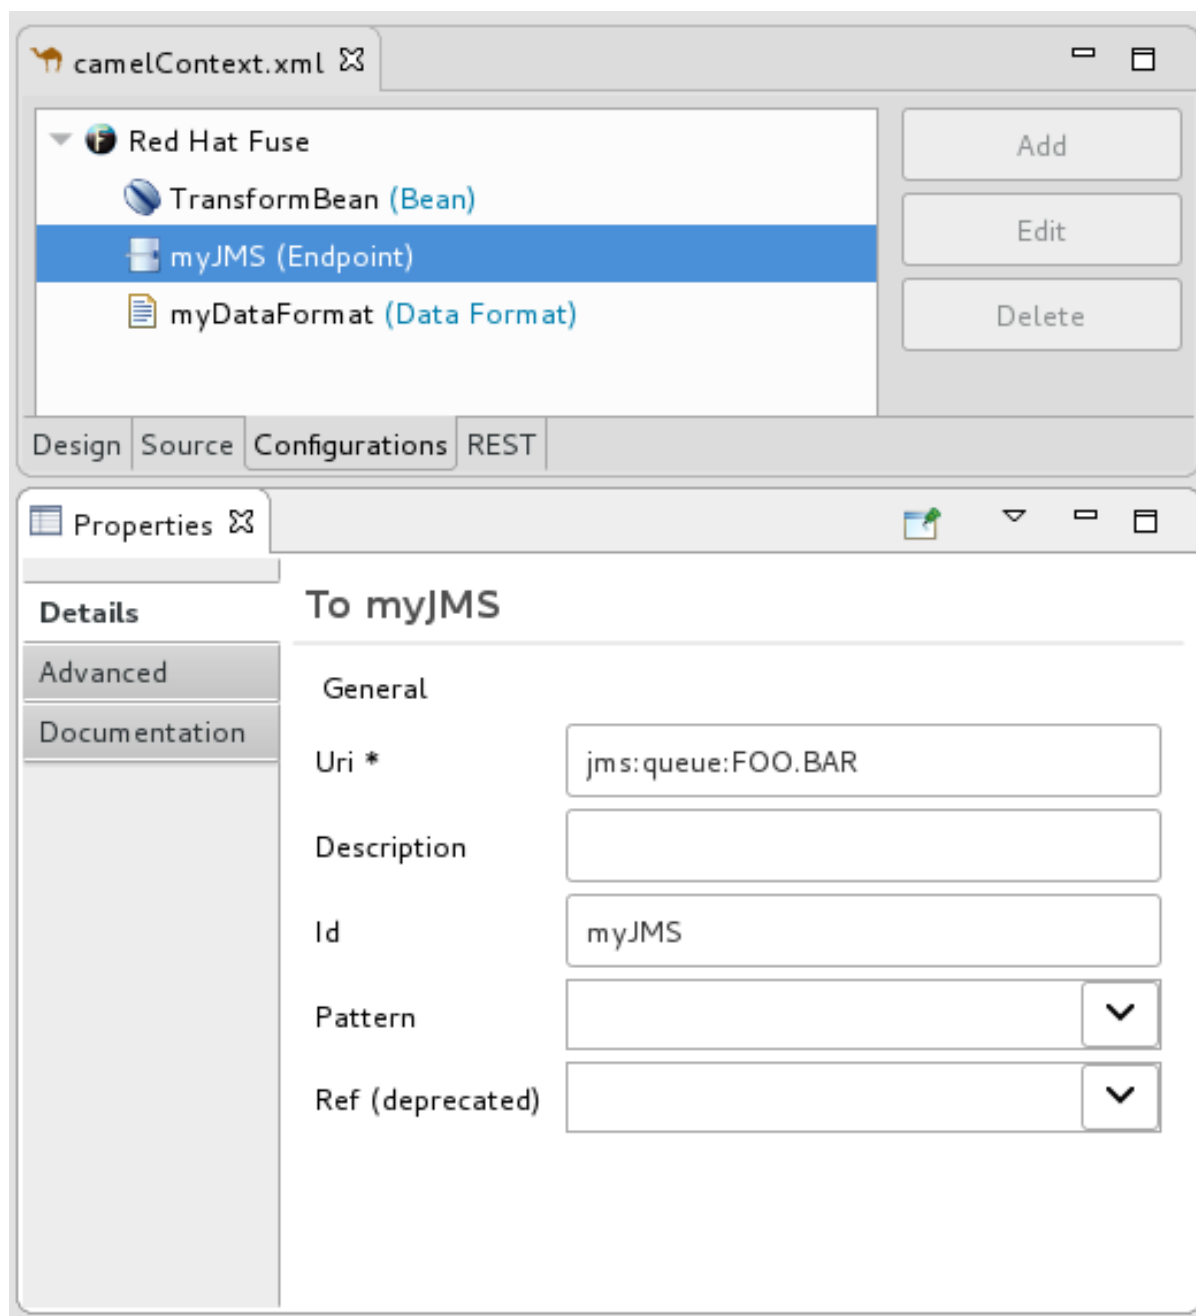 camelContext.xml
Red Hat Fuse
Add
TransformBean (Bean)
Edit
myJMS (Endpoint)
myDataFormat (Data Format)
Delete
Design Source Configurations REST
Properties
Details
To myJMS
Advanced
General
Documentation
Uri * jms:queue:FOO.BAR
Description
Id myJMS
Pattern
Ref (deprecated)